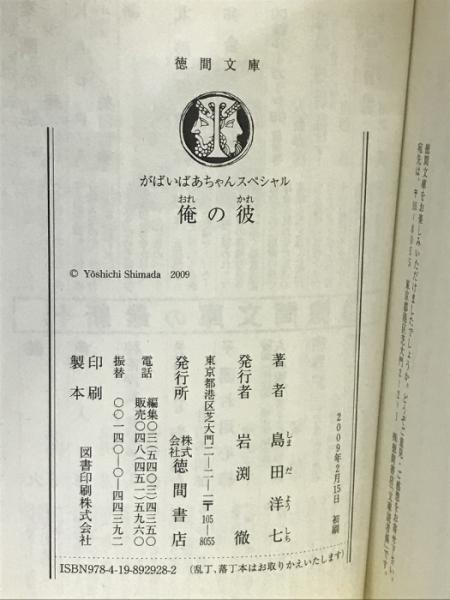 徳間文庫
がばいばあちゃんスペシャル
おれ かれ
俺の彼
© Yōshichi Shimada 2009
2009年2月15日 初刷
著者 島田洋七
しま だ よう しち
発行者 岩渕 徹
東京都港区芝大門二-二-一〒105-8055
発行所 株式会社徳間書店
電話 編集〇三(五四〇三)四三五〇
販売〇四八(四五一)五九六〇
振替 〇〇一四〇-〇-四四三九二
印刷
製本 図書印刷株式会社
ISBN978-4-19-892928-2 (乱丁、落丁本はお取りかえいたします)